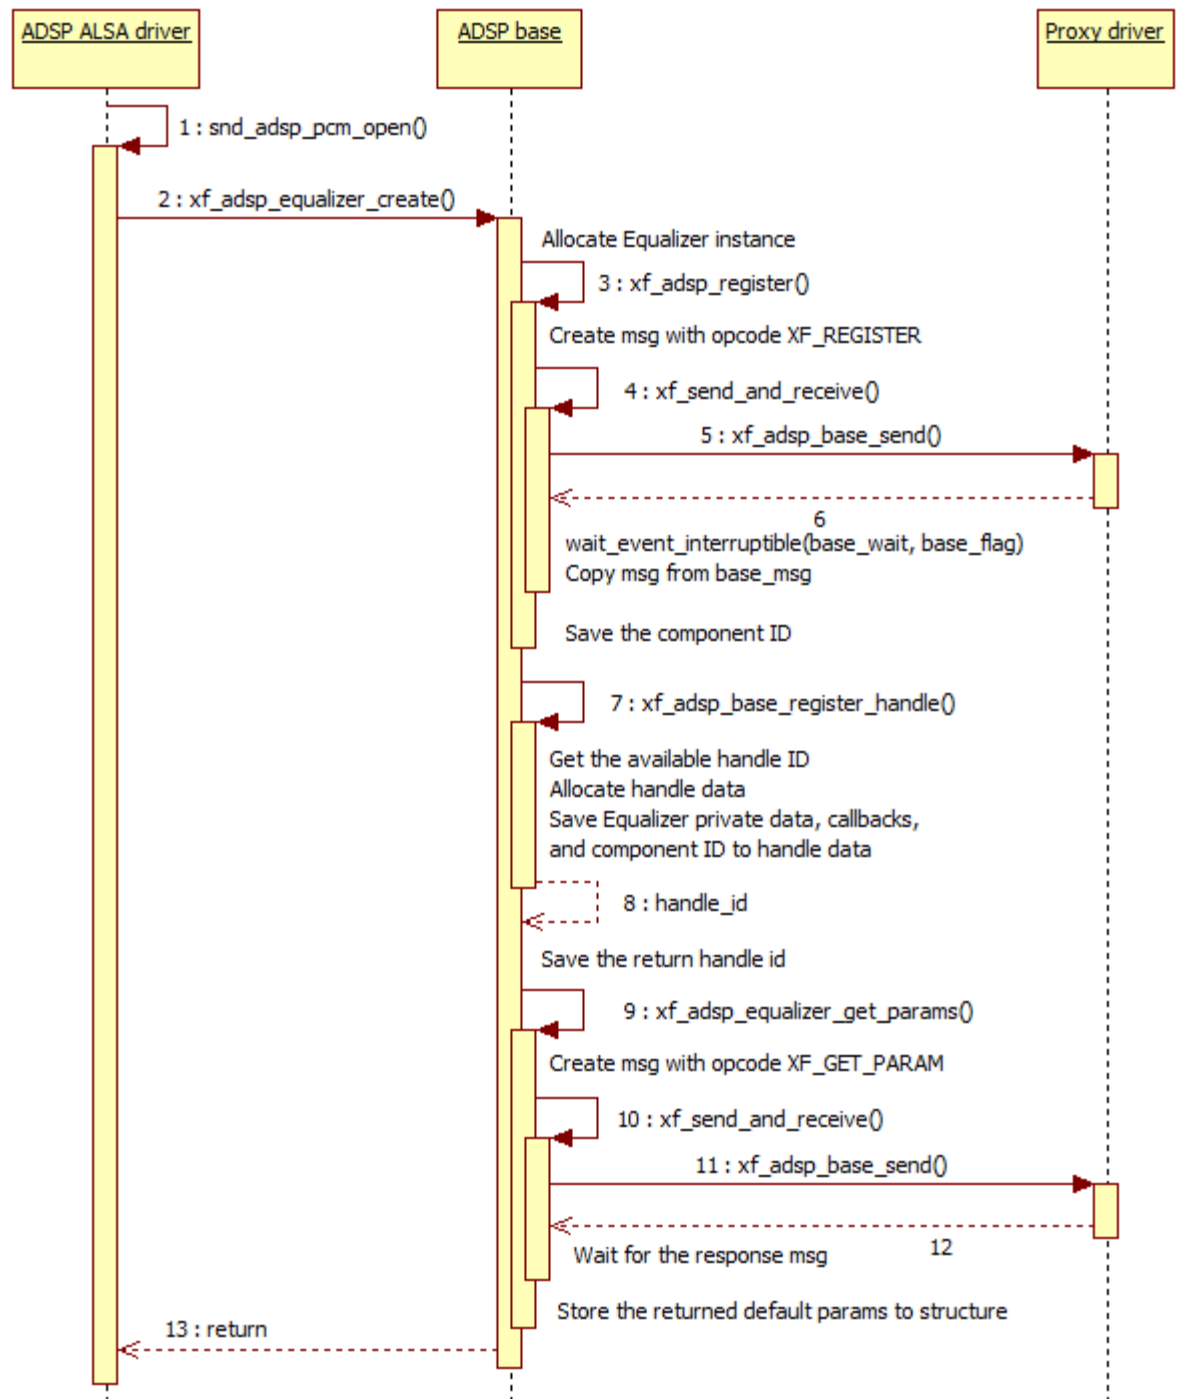 ADSP ALSA driver
ADSP base
Proxy driver
1 : snd_adsp_pcm_open()
2 : xf_adsp_equalizer_create()
Allocate Equalizer instance
3 : xf_adsp_register()
Create msg with opcode XF_REGISTER
4 : xf_send_and_receive()
5 : xf_adsp_base_send()
6
wait_event_interruptible(base_wait, base_flag)
Copy msg from base_msg
Save the component ID
7 : xf_adsp_base_register_handle()
Get the available handle ID
Allocate handle data
Save Equalizer private data, callbacks,
and component ID to handle data
8 : handle_id
Save the return handle id
9 : xf_adsp_equalizer_get_params()
Create msg with opcode XF_GET_PARAM
10 : xf_send_and_receive()
11 : xf_adsp_base_send()
12
Wait for the response msg
Store the returned default params to structure
13 : return